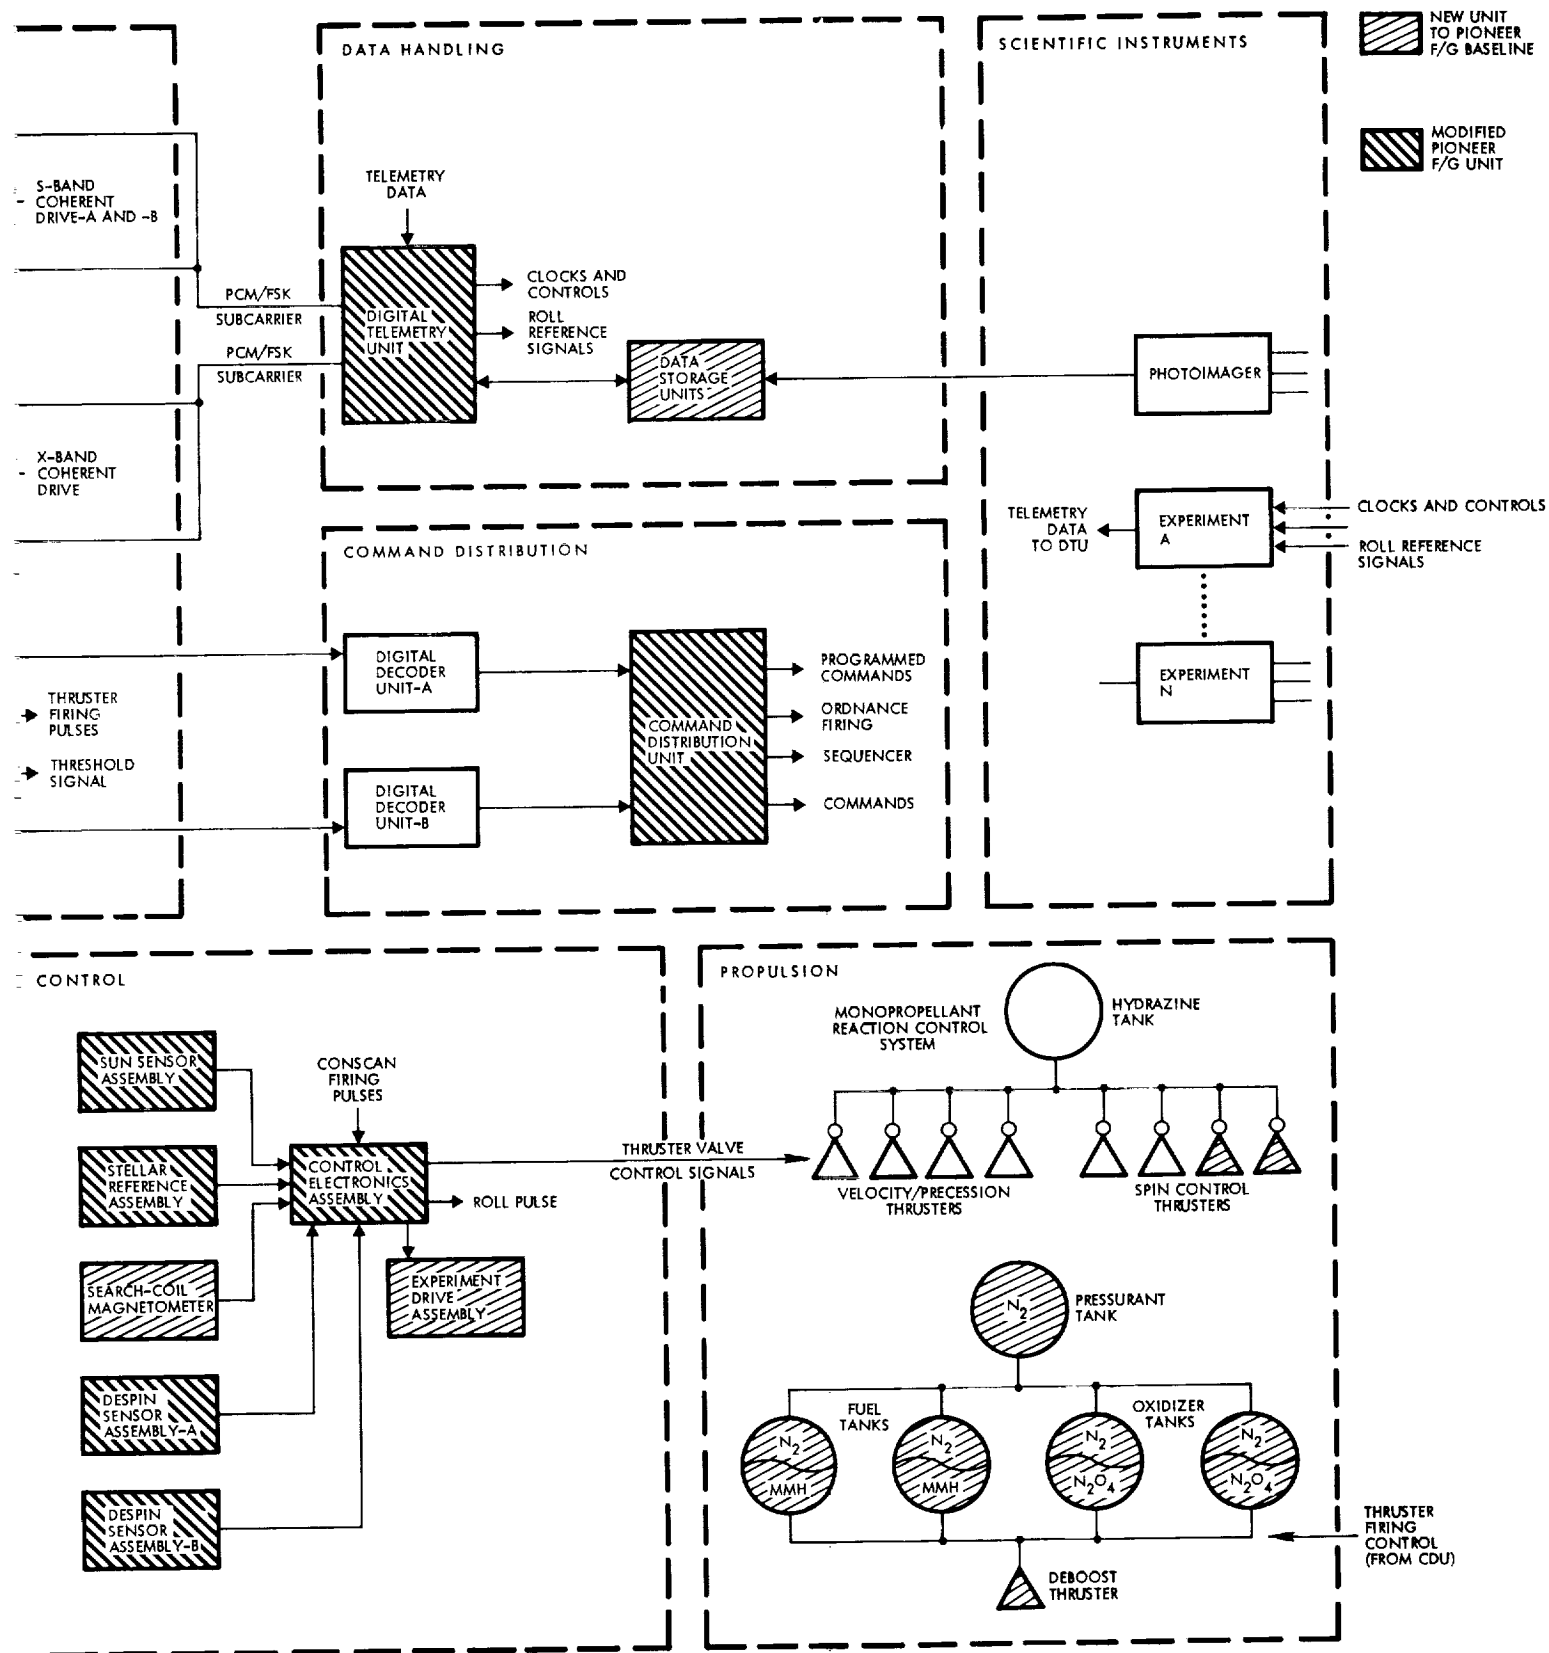 DATA HANDLING
SCIENTIFIC INSTRUMENTS
NEW UNIT
TO PIONEER
F/G BASELINE
MODIFIED
PIONEER
F/G UNIT
S-BAND
COHERENT
DRIVE-A AND -B
TELEMETRY
DATA
PCM/FSK
SUBCARRIER
PCM/FSK
SUBCARRIER
DIGITAL
TELEMETRY
UNIT
CLOCKS AND
CONTROLS
ROLL
REFERENCE
SIGNALS
DATA
STORAGE
UNITS
PHOTOIMAGER
X-BAND
COHERENT
DRIVE
TELEMETRY
DATA
TO DTU
EXPERIMENT
A
CLOCKS AND CONTROLS
ROLL REFERENCE
SIGNALS
EXPERIMENT
N
COMMAND DISTRIBUTION
DIGITAL
DECODER
UNIT-A
DIGITAL
DECODER
UNIT-B
COMMAND
DISTRIBUTION
UNIT
PROGRAMMED
COMMANDS
ORDNANCE
FIRING
SEQUENCER
COMMANDS
THRUSTER
FIRING
PULSES
THRESHOLD
SIGNAL
CONTROL
SUN SENSOR
ASSEMBLY
STELLAR
REFERENCE
ASSEMBLY
SEARCH-COIL
MAGNETOMETER
DESPIN
SENSOR
ASSEMBLY-A
DESPIN
SENSOR
ASSEMBLY-B
CONSCAN
FIRING
PULSES
CONTROL
ELECTRONICS
ASSEMBLY
ROLL PULSE
EXPERIMENT
DRIVE
ASSEMBLY
THRUSTER VALVE
CONTROL SIGNALS
PROPULSION
MONOPROPELLANT
REACTION CONTROL
SYSTEM
HYDRAZINE
TANK
VELOCITY/PRECESSION
THRUSTERS
SPIN CONTROL
THRUSTERS
N2
PRESSURANT
TANK
FUEL
TANKS
OXIDIZER
TANKS
N2
MMH
N2
MMH
N2
N2O4
N2
N2O4
DEBOOST
THRUSTER
THRUSTER
FIRING
CONTROL
(FROM CDU)